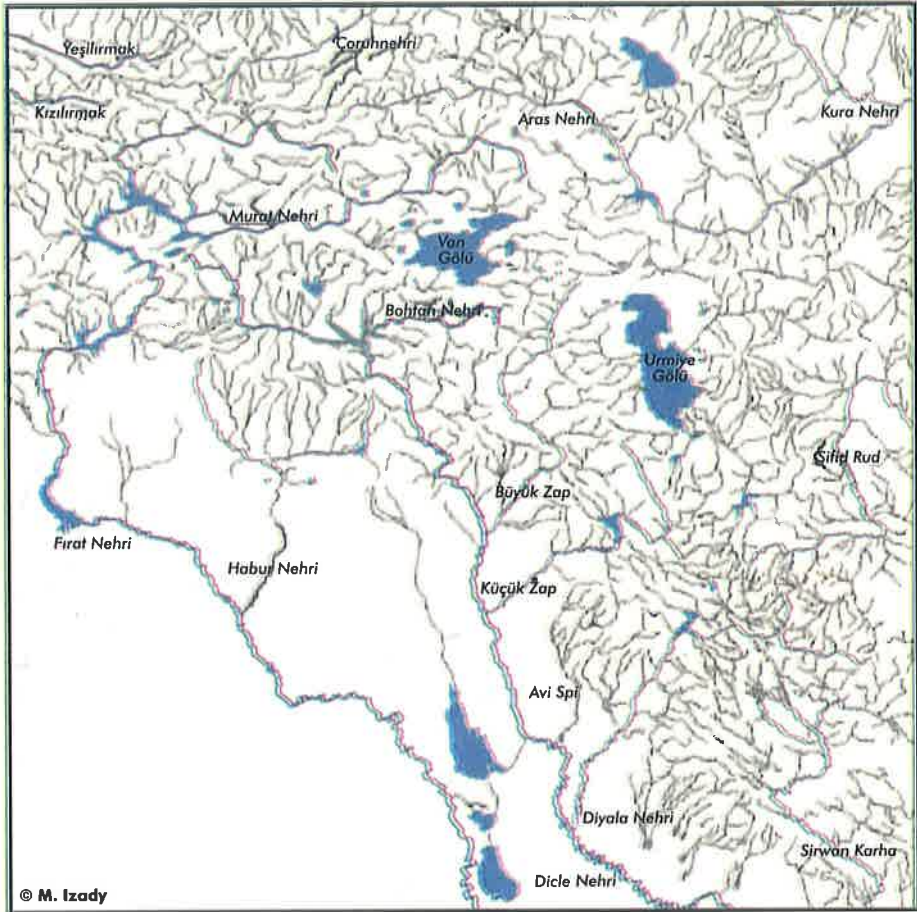 Yeşilırmak
Çoruhnehri
Kızılırmak
Aras Nehri
Kura Nehri
Murat Nehri
Van
Gölü
Bohtan Nehri
Urmiye
Gölü
Sifid Rud
Büyük Zap
Fırat Nehri
Habur Nehri
Küçük Zap
Avi Spi
Diyala Nehri
Sirwan Karha
Dicle Nehri
© M. Izady